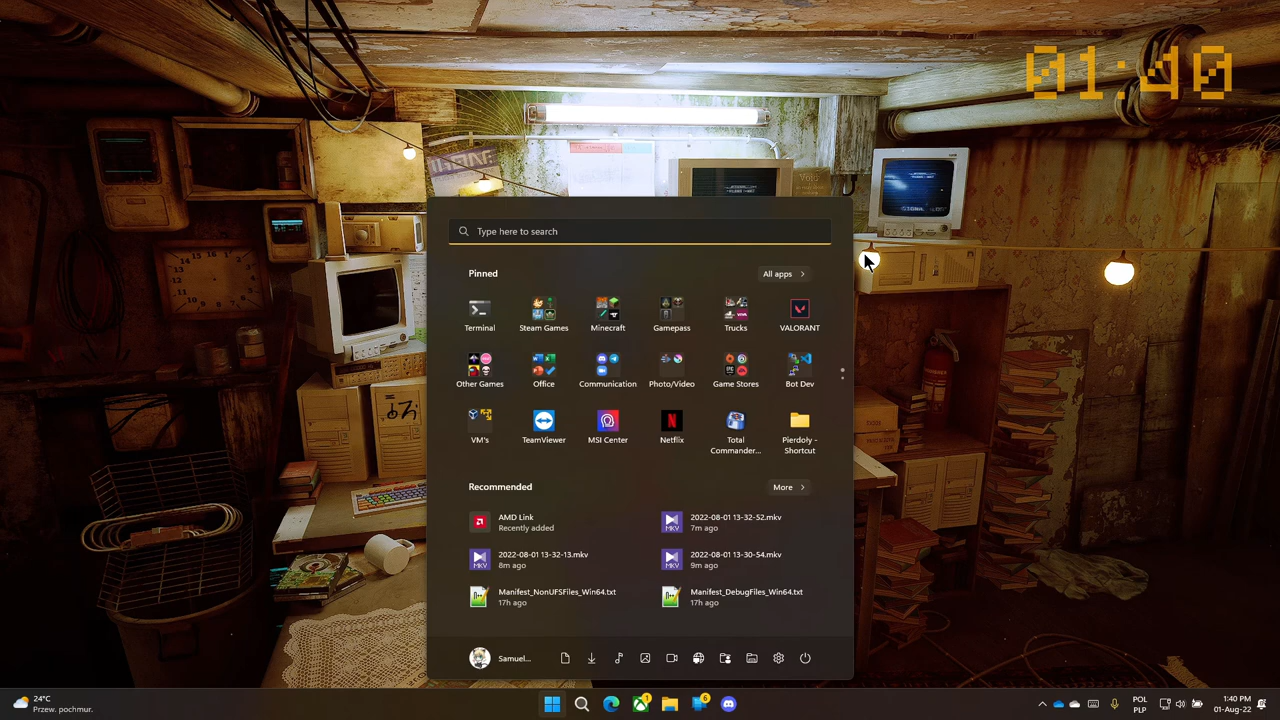 01:40
Void
Type here to search
Pinned
All apps
Terminal
Steam Games
Minecraft
Gamepass
Trucks
VALORANT
Other Games
Office
Communication
Photo/Video
Game Stores
Bot Dev
VM's
TeamViewer
MSI Center
Netflix
Total
Commander...
Pierdoly -
Shortcut
Recommended
More
AMD Link
Recently added
2022-08-01 13-32-52.mkv
7m ago
2022-08-01 13-32-13.mkv
8m ago
2022-08-01 13-30-54.mkv
9m ago
Manifest_NonUFSFiles_Win64.txt
17h ago
Manifest_DebugFiles_Win64.txt
17h ago
Samuel...
24°C
Przew. pochmur.
1
6
POL
PLP
1:40 PM
01-Aug-22